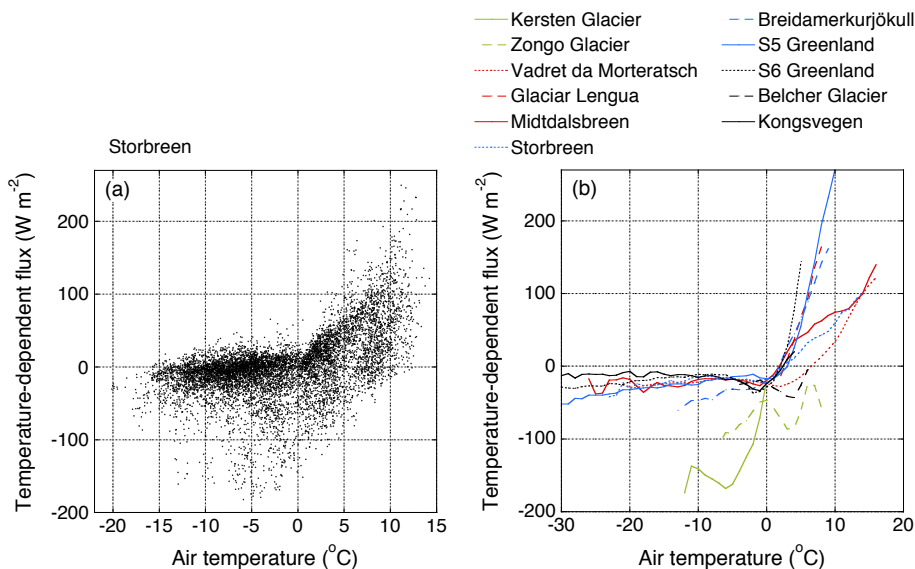 Kersten Glacier
Zongo Glacier
Vadret da Morteratsch
Glaciar Lengua
Midtdalsbreen
Storbreen
Breidamerkurjökull
S5 Greenland
S6 Greenland
Belcher Glacier
Kongsvegen
Storbreen
(a)
Temperature-dependent flux (W m-2)
200
100
0
-100
-200
-20 -15 -10 -5 0 5 10 15
Air temperature (oC)
(b)
Temperature-dependent flux (W m-2)
200
100
0
-100
-200
-30 -20 -10 0 10 20
Air temperature (oC)